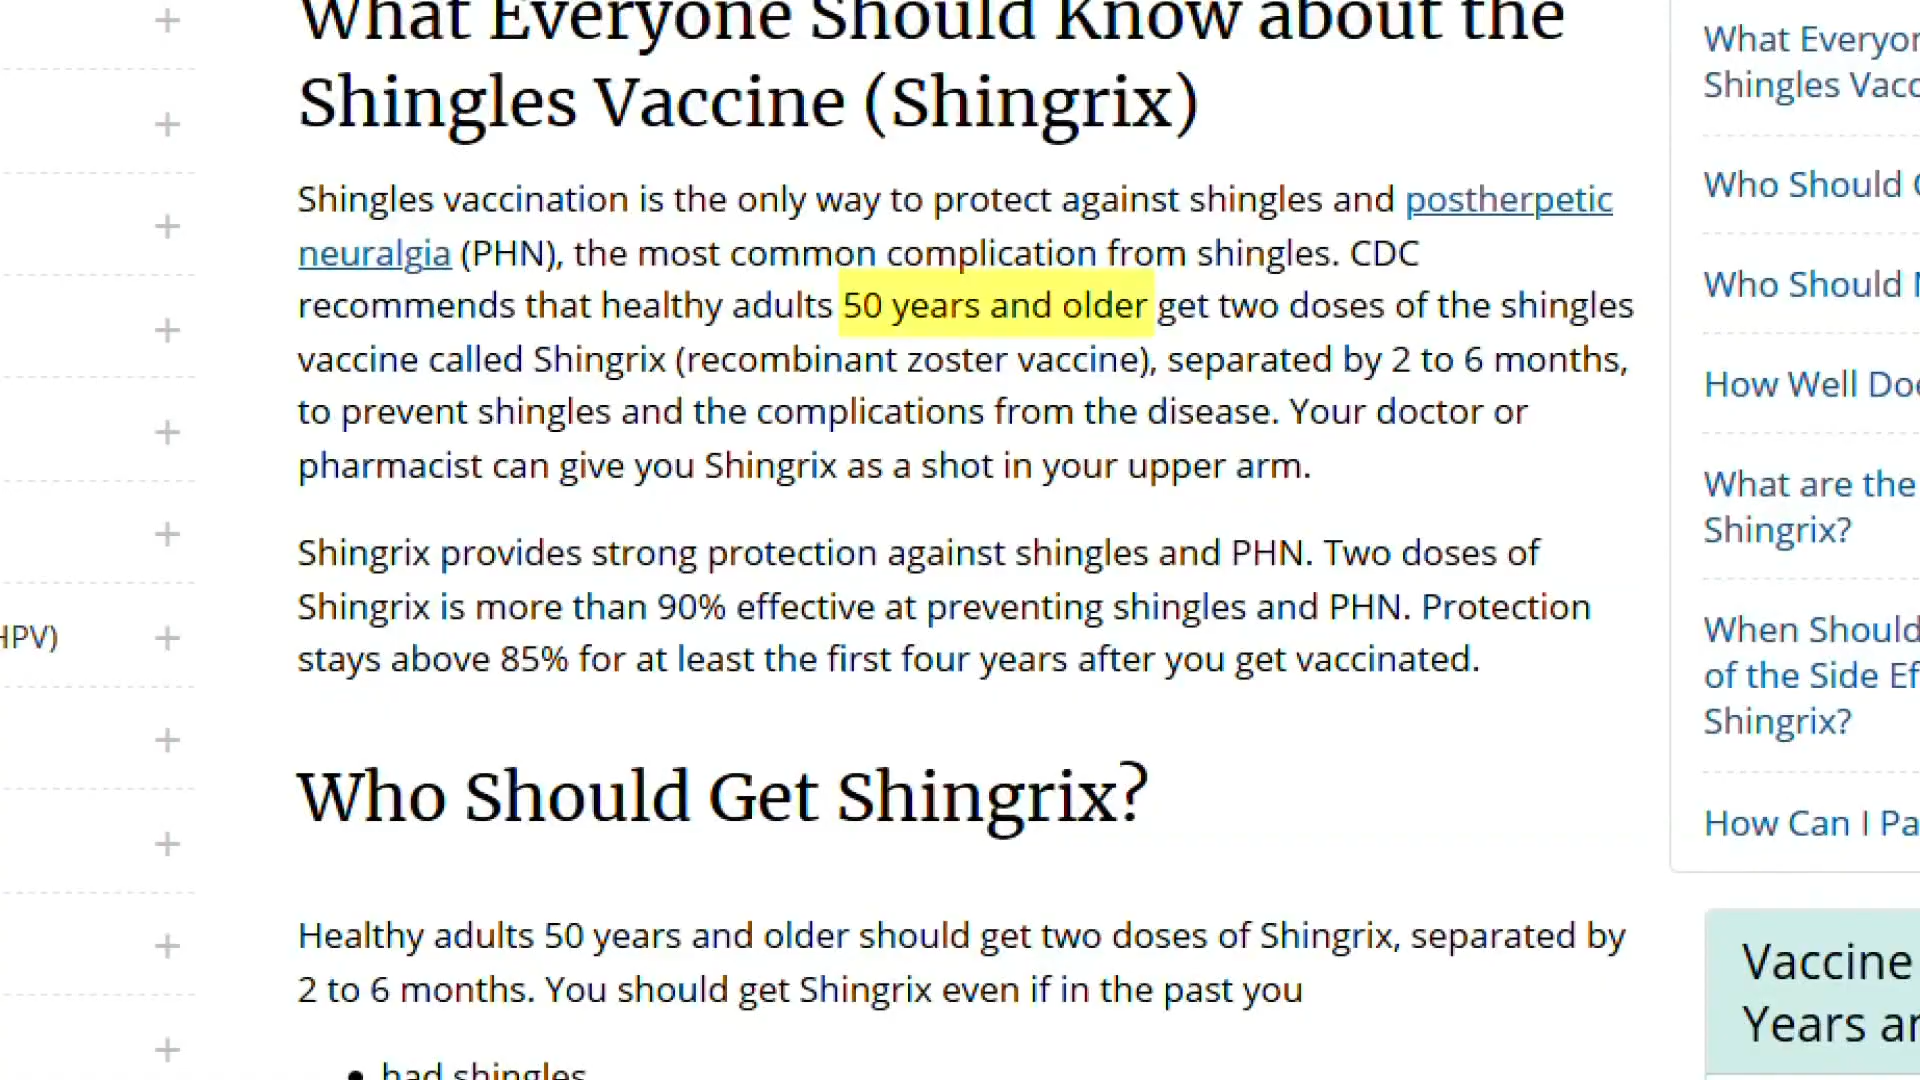 What Everyone Should Know about the
Shingles Vaccine (Shingrix)
Shingles vaccination is the only way to protect against shingles and postherpetic
neuralgia (PHN), the most common complication from shingles. CDC
recommends that healthy adults 50 years and older get two doses of the shingles
vaccine called Shingrix (recombinant zoster vaccine), separated by 2 to 6 months,
to prevent shingles and the complications from the disease. Your doctor or
pharmacist can give you Shingrix as a shot in your upper arm.
Shingrix provides strong protection against shingles and PHN. Two doses of
Shingrix is more than 90% effective at preventing shingles and PHN. Protection
stays above 85% for at least the first four years after you get vaccinated.
Who Should Get Shingrix?
Healthy adults 50 years and older should get two doses of Shingrix, separated by
2 to 6 months. You should get Shingrix even if in the past you
• had shingles
HPV)
What Everyon
Shingles Vacc
Who Should
Who Should
How Well Doe
What are the
Shingrix?
When Should
of the Side Ef
Shingrix?
How Can I Pa
Vaccine
Years an